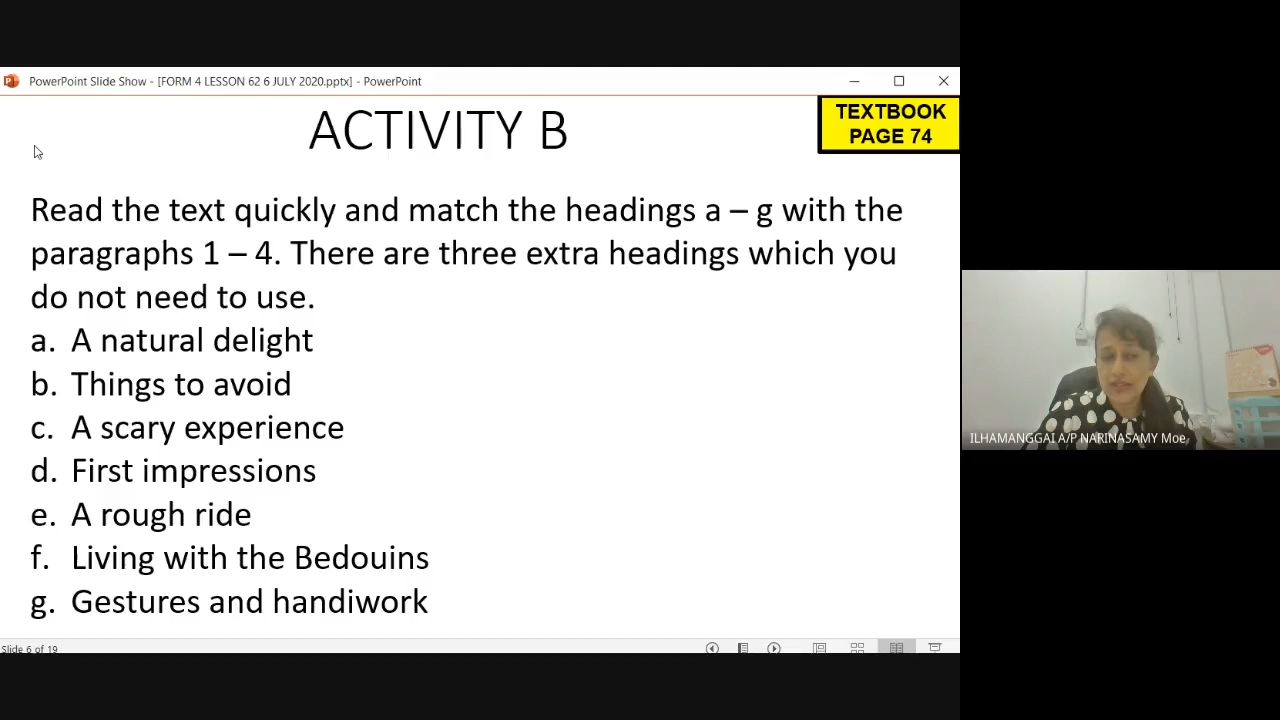 PowerPoint Slide Show - [FORM 4 LESSON 62 6 JULY 2020.pptx] - PowerPoint
ACTIVITY B
TEXTBOOK
PAGE 74
Read the text quickly and match the headings a – g with the
paragraphs 1 – 4. There are three extra headings which you
do not need to use.
a. A natural delight
b. Things to avoid
c. A scary experience
d. First impressions
e. A rough ride
f. Living with the Bedouins
g. Gestures and handiwork
ILHAMANGGAI A/P NARINASAMY Moe
Slide 6 of 19